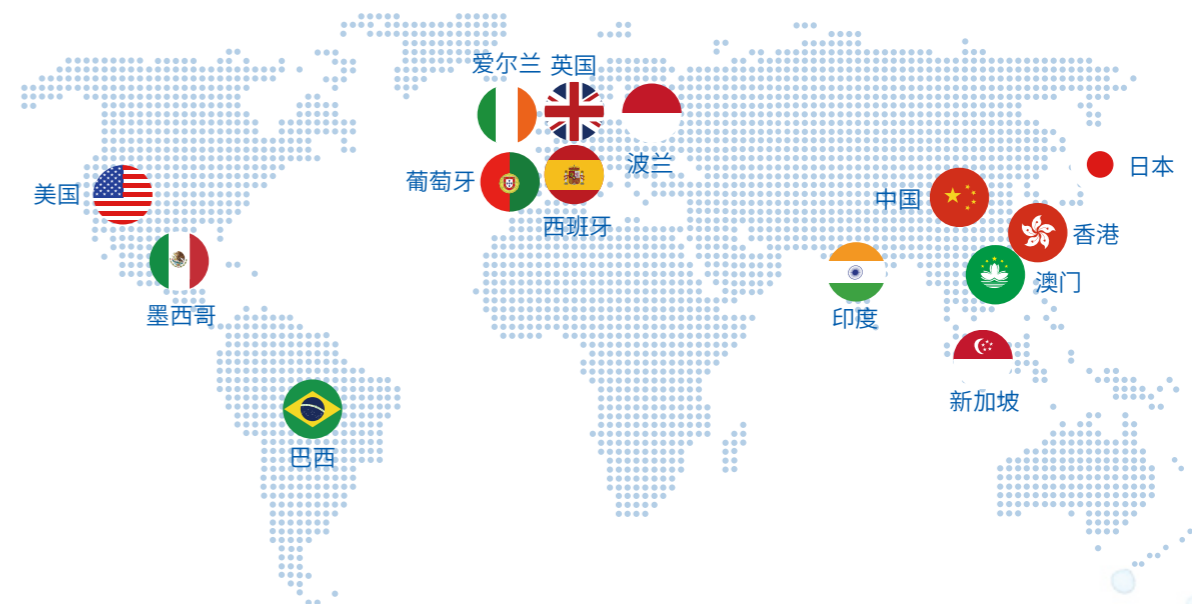 爱尔兰
英国
波兰
葡萄牙
西班牙
美国
墨西哥
巴西
中国
日本
香港
澳门
印度
新加坡